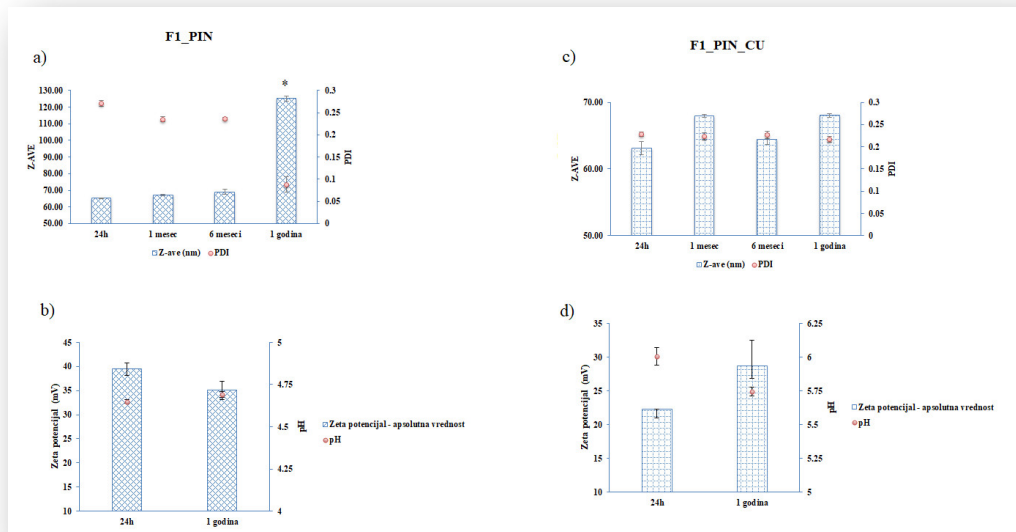 F1_PIN
a)
*
130.00
120.00
110.00
100.00
90.00
80.00
70.00
60.00
50.00
Z-AVE
0.3
0.25
0.2
0.15
0.1
0.05
0
PDI
24h 1 mesec 6 meseci 1 godina
Z-ave (nm) PDI
F1_PIN_CU
c)
70.00
60.00
50.00
Z-AVE
0.3
0.25
0.2
0.15
0.1
0.05
0
PDI
24h 1 mesec 6 meseci 1 godina
Z-ave (nm) PDI
b)
45
40
35
30
25
20
15
10
Zeta potencijal (mV)
5
4.75
4.5
4.25
4
pH
24h 1 godina
Zeta potencijal - apsolutna vrednost
pH
d)
35
30
25
20
15
10
Zeta potencijal (mV)
6.25
6
5.75
5.5
5.25
5
pH
24h 1 godina
Zeta potencijal - apsolutna vrednost
pH